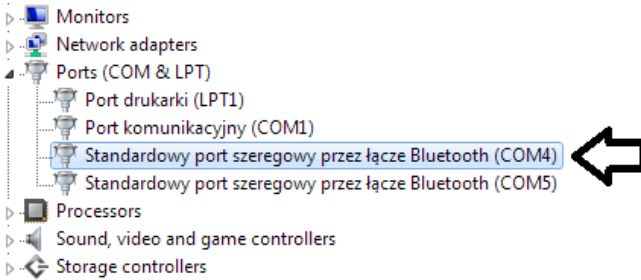 Monitors
Network adapters
Ports (COM & LPT)
Port drukarki (LPT1)
Port komunikacyjny (COM1)
Standardowy port szeregowy przez łącze Bluetooth (COM4)
Standardowy port szeregowy przez łącze Bluetooth (COM5)
Processors
Sound, video and game controllers
Storage controllers